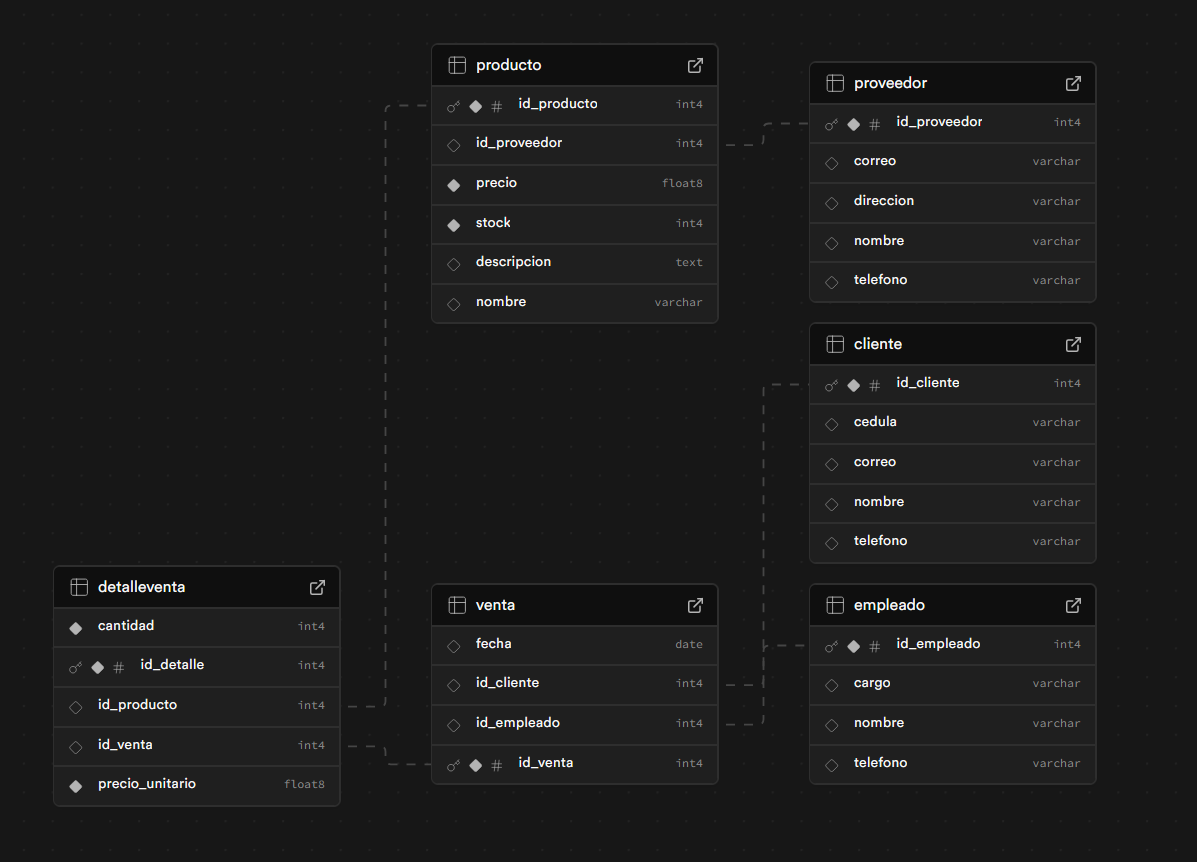 producto
# id_producto int4
id_proveedor int4
precio float8
stock int4
descripcion text
nombre varchar
proveedor
# id_proveedor int4
correo varchar
direccion varchar
nombre varchar
telefono varchar
cliente
# id_cliente int4
cedula varchar
correo varchar
nombre varchar
telefono varchar
detalleventa
cantidad int4
# id_detalle int4
id_producto int4
id_venta int4
precio_unitario float8
venta
fecha date
id_cliente int4
id_empleado int4
# id_venta int4
empleado
# id_empleado int4
cargo varchar
nombre varchar
telefono varchar